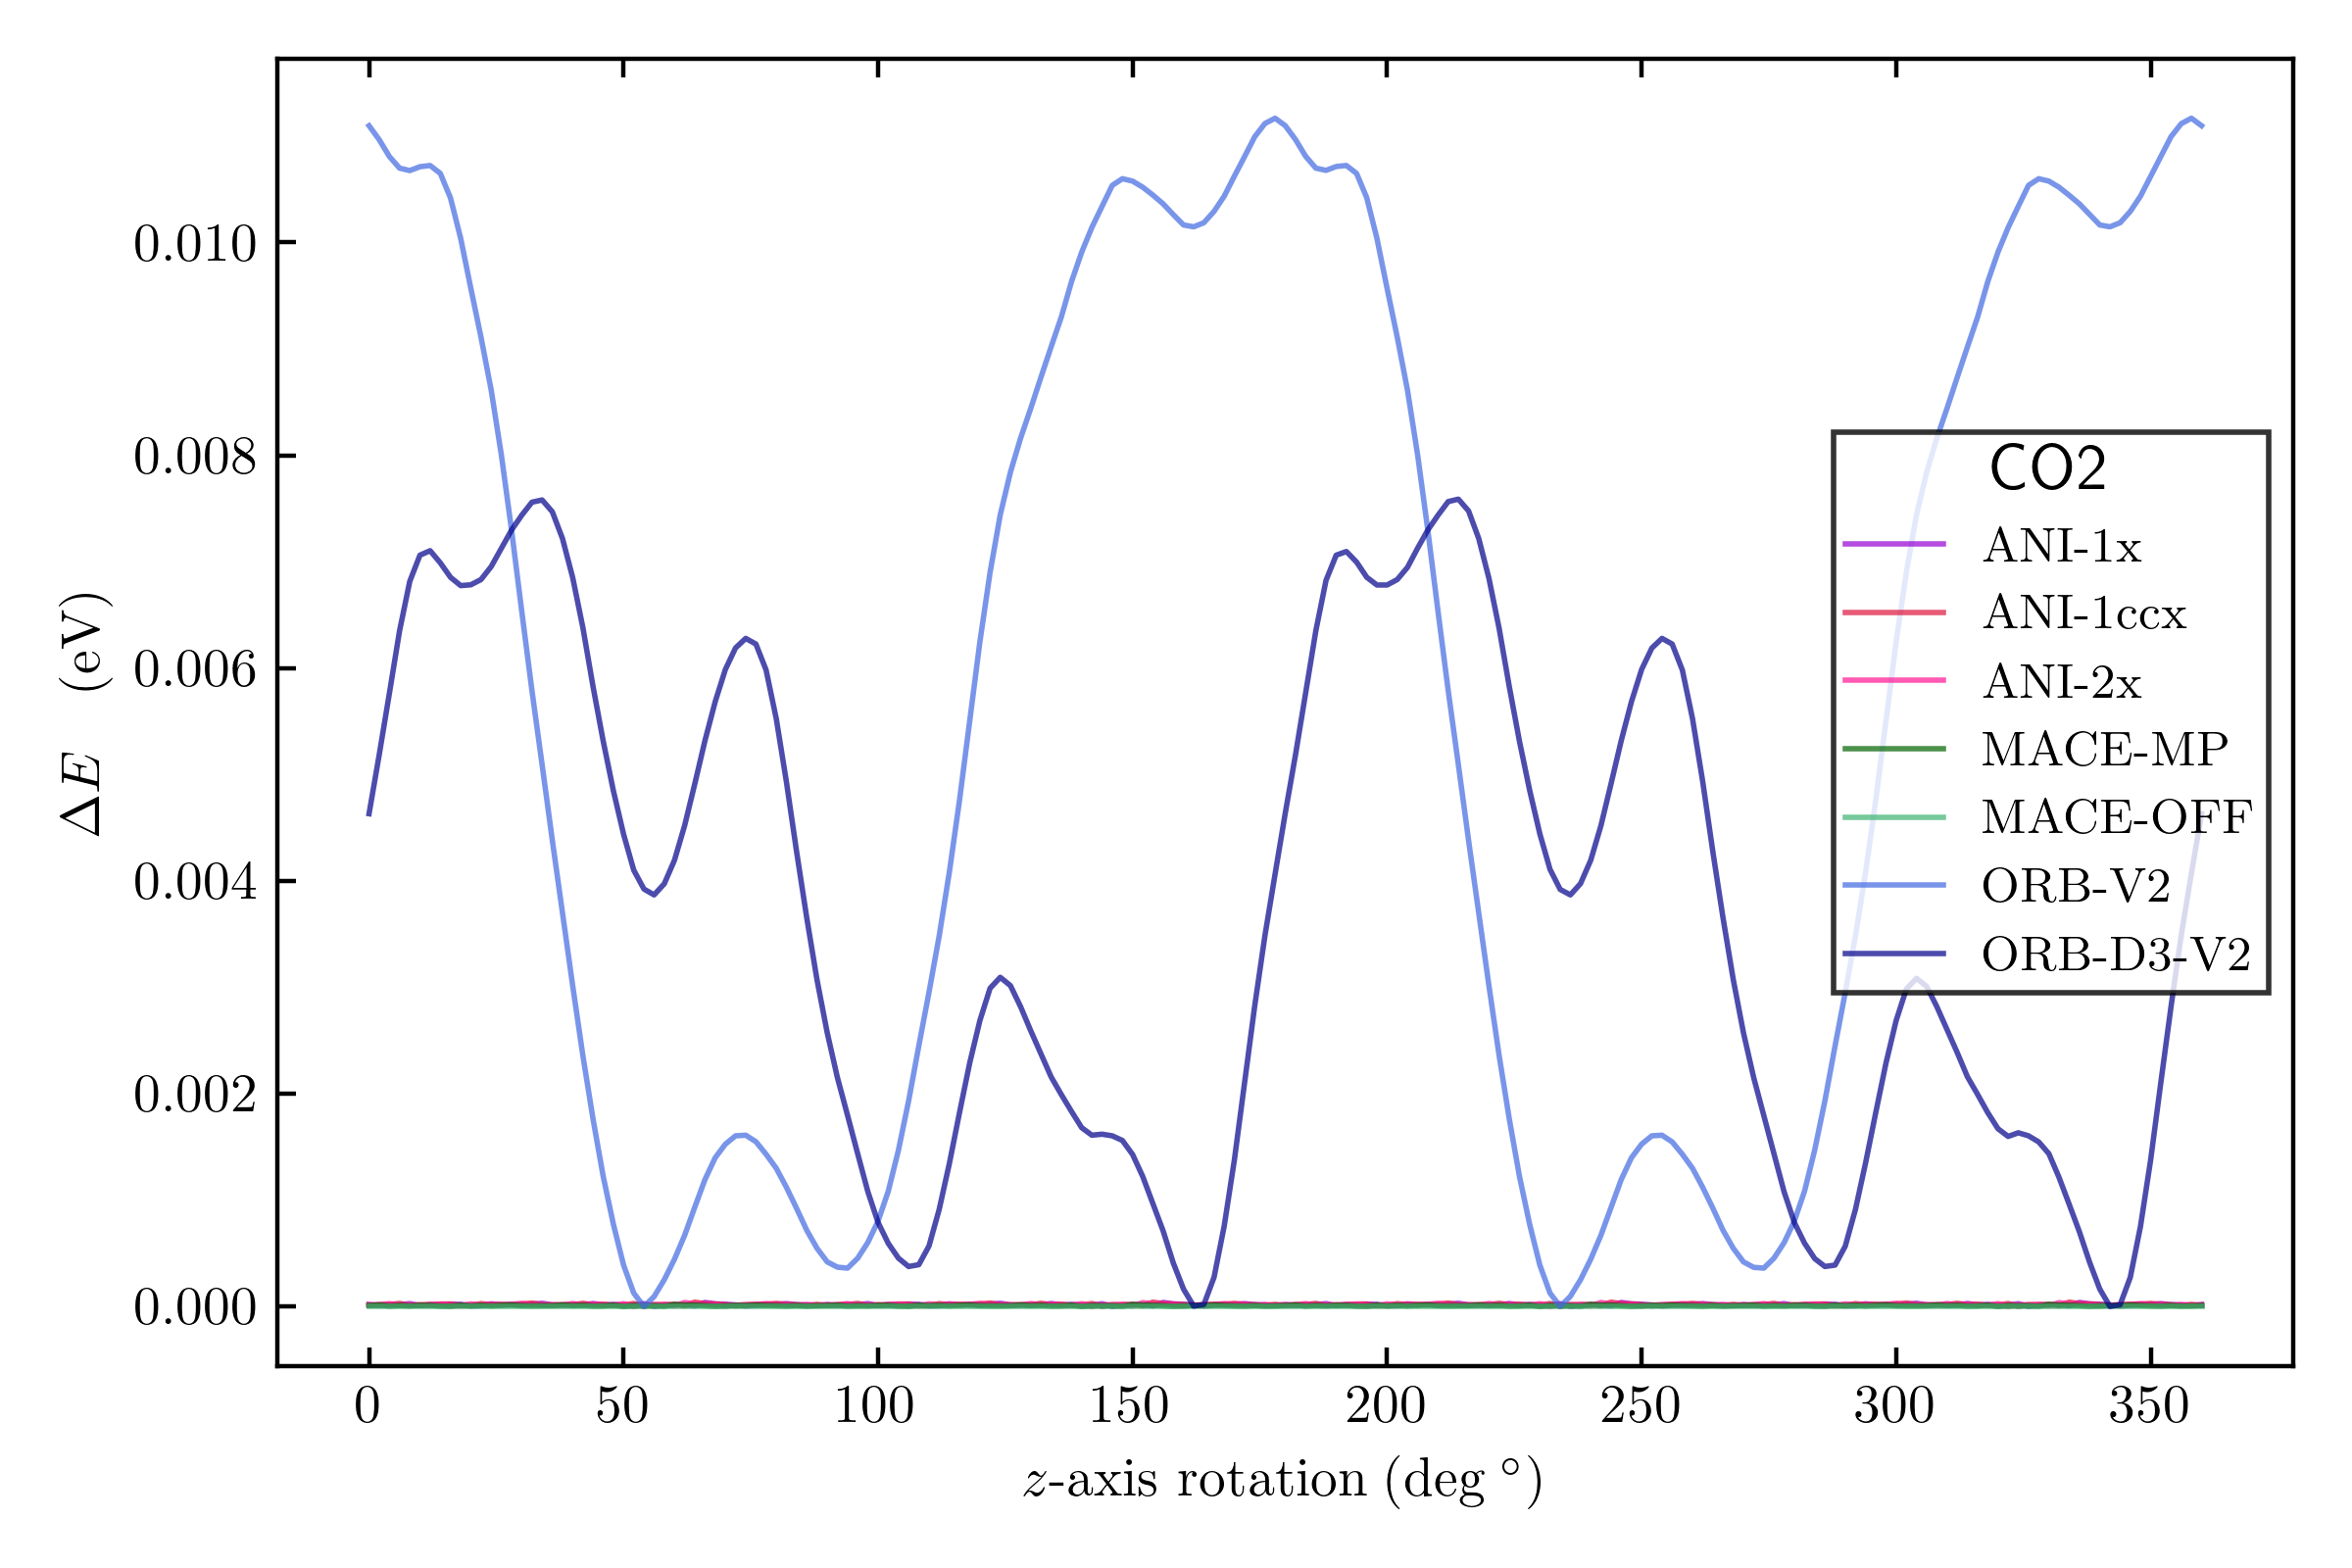 0.010
0.008
0.006
0.004
0.002
0.000
ΔE (eV)
0 50 100 150 200 250 300 350
z-axis rotation (deg °)
CO2
ANI-1x
ANI-1ccx
ANI-2x
MACE-MP
MACE-OFF
ORB-V2
ORB-D3-V2